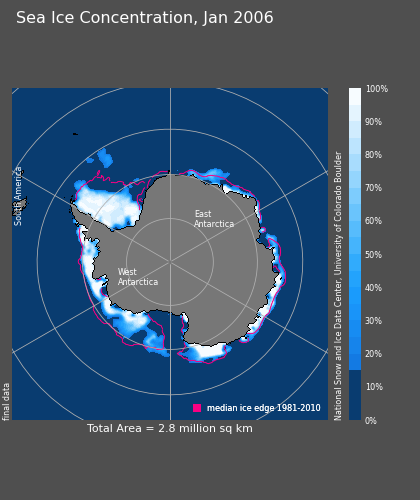 Sea Ice Concentration, Jan 2006
South America
East
Antarctica
West
Antarctica
final data
median ice edge 1981-2010
Total Area = 2.8 million sq km
National Snow and Ice Data Center, University of Colorado Boulder
100%
90%
80%
70%
60%
50%
40%
30%
20%
10%
0%